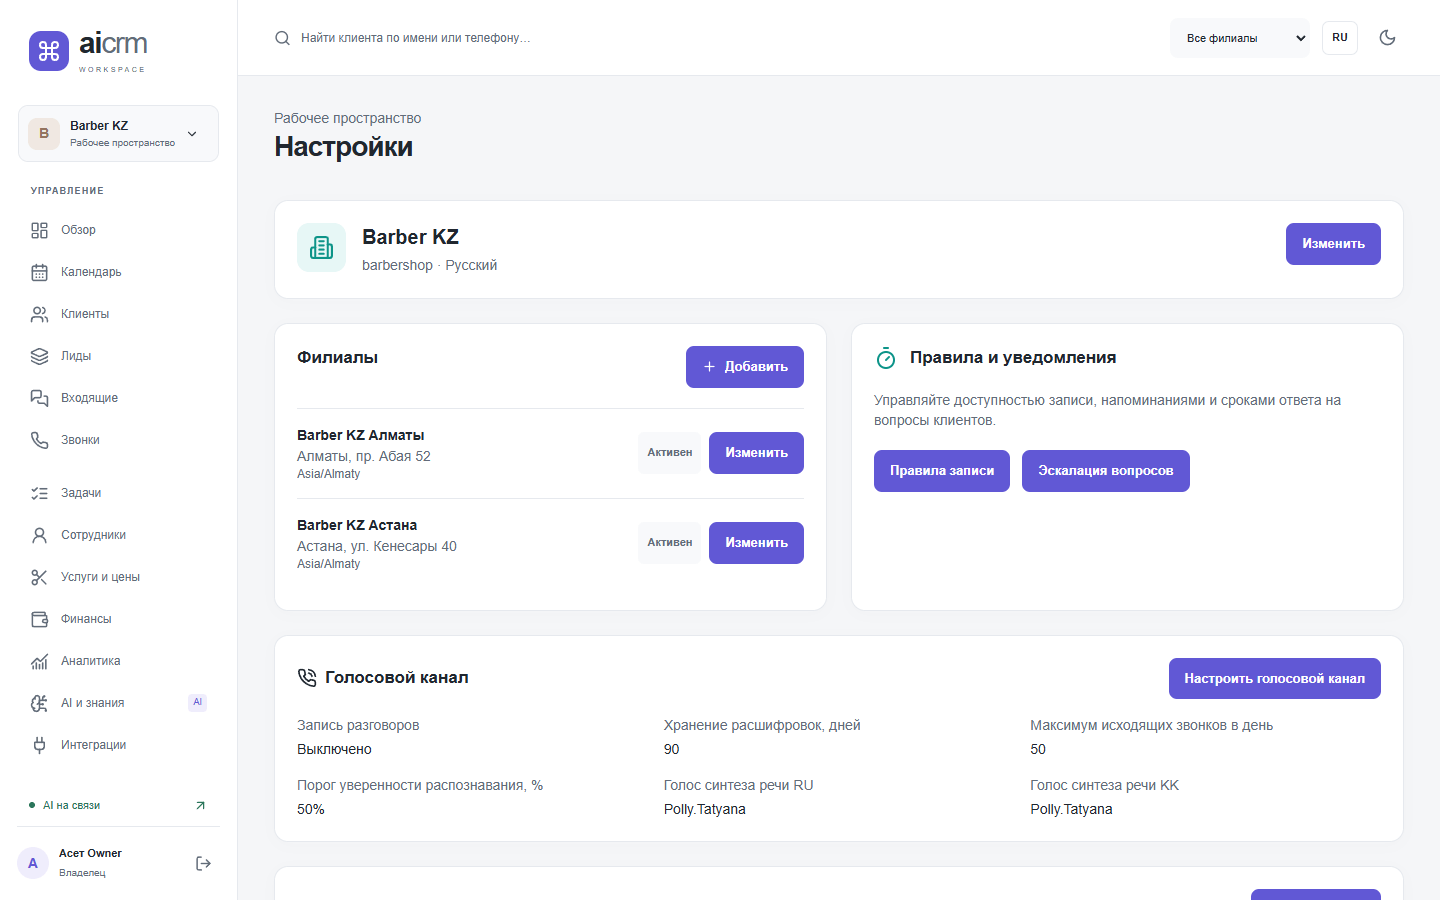 aicrm
WORKSPACE
B
Barber KZ
Рабочее пространство
УПРАВЛЕНИЕ
Обзор
Календарь
Клиенты
Лиды
Входящие
Звонки
Задачи
Сотрудники
Услуги и цены
Финансы
Аналитика
AI и знания
AI
Интеграции
AI на связи
A
Асет Owner
Владелец
Найти клиента по имени или телефону...
Все филиалы
RU
Рабочее пространство
Настройки
Barber KZ
barbershop · Русский
Изменить
Филиалы
Добавить
Barber KZ Алматы
Алматы, пр. Абая 52
Asia/Almaty
Активен
Изменить
Barber KZ Астана
Астана, ул. Кенесары 40
Asia/Almaty
Активен
Изменить
Правила и уведомления
Управляйте доступностью записи, напоминаниями и сроками ответа на
вопросы клиентов.
Правила записи
Эскалация вопросов
Голосовой канал
Настроить голосовой канал
Запись разговоров
Выключено
Хранение расшифровок, дней
90
Максимум исходящих звонков в день
50
Порог уверенности распознавания, %
50%
Голос синтеза речи RU
Polly.Tatyana
Голос синтеза речи KK
Polly.Tatyana